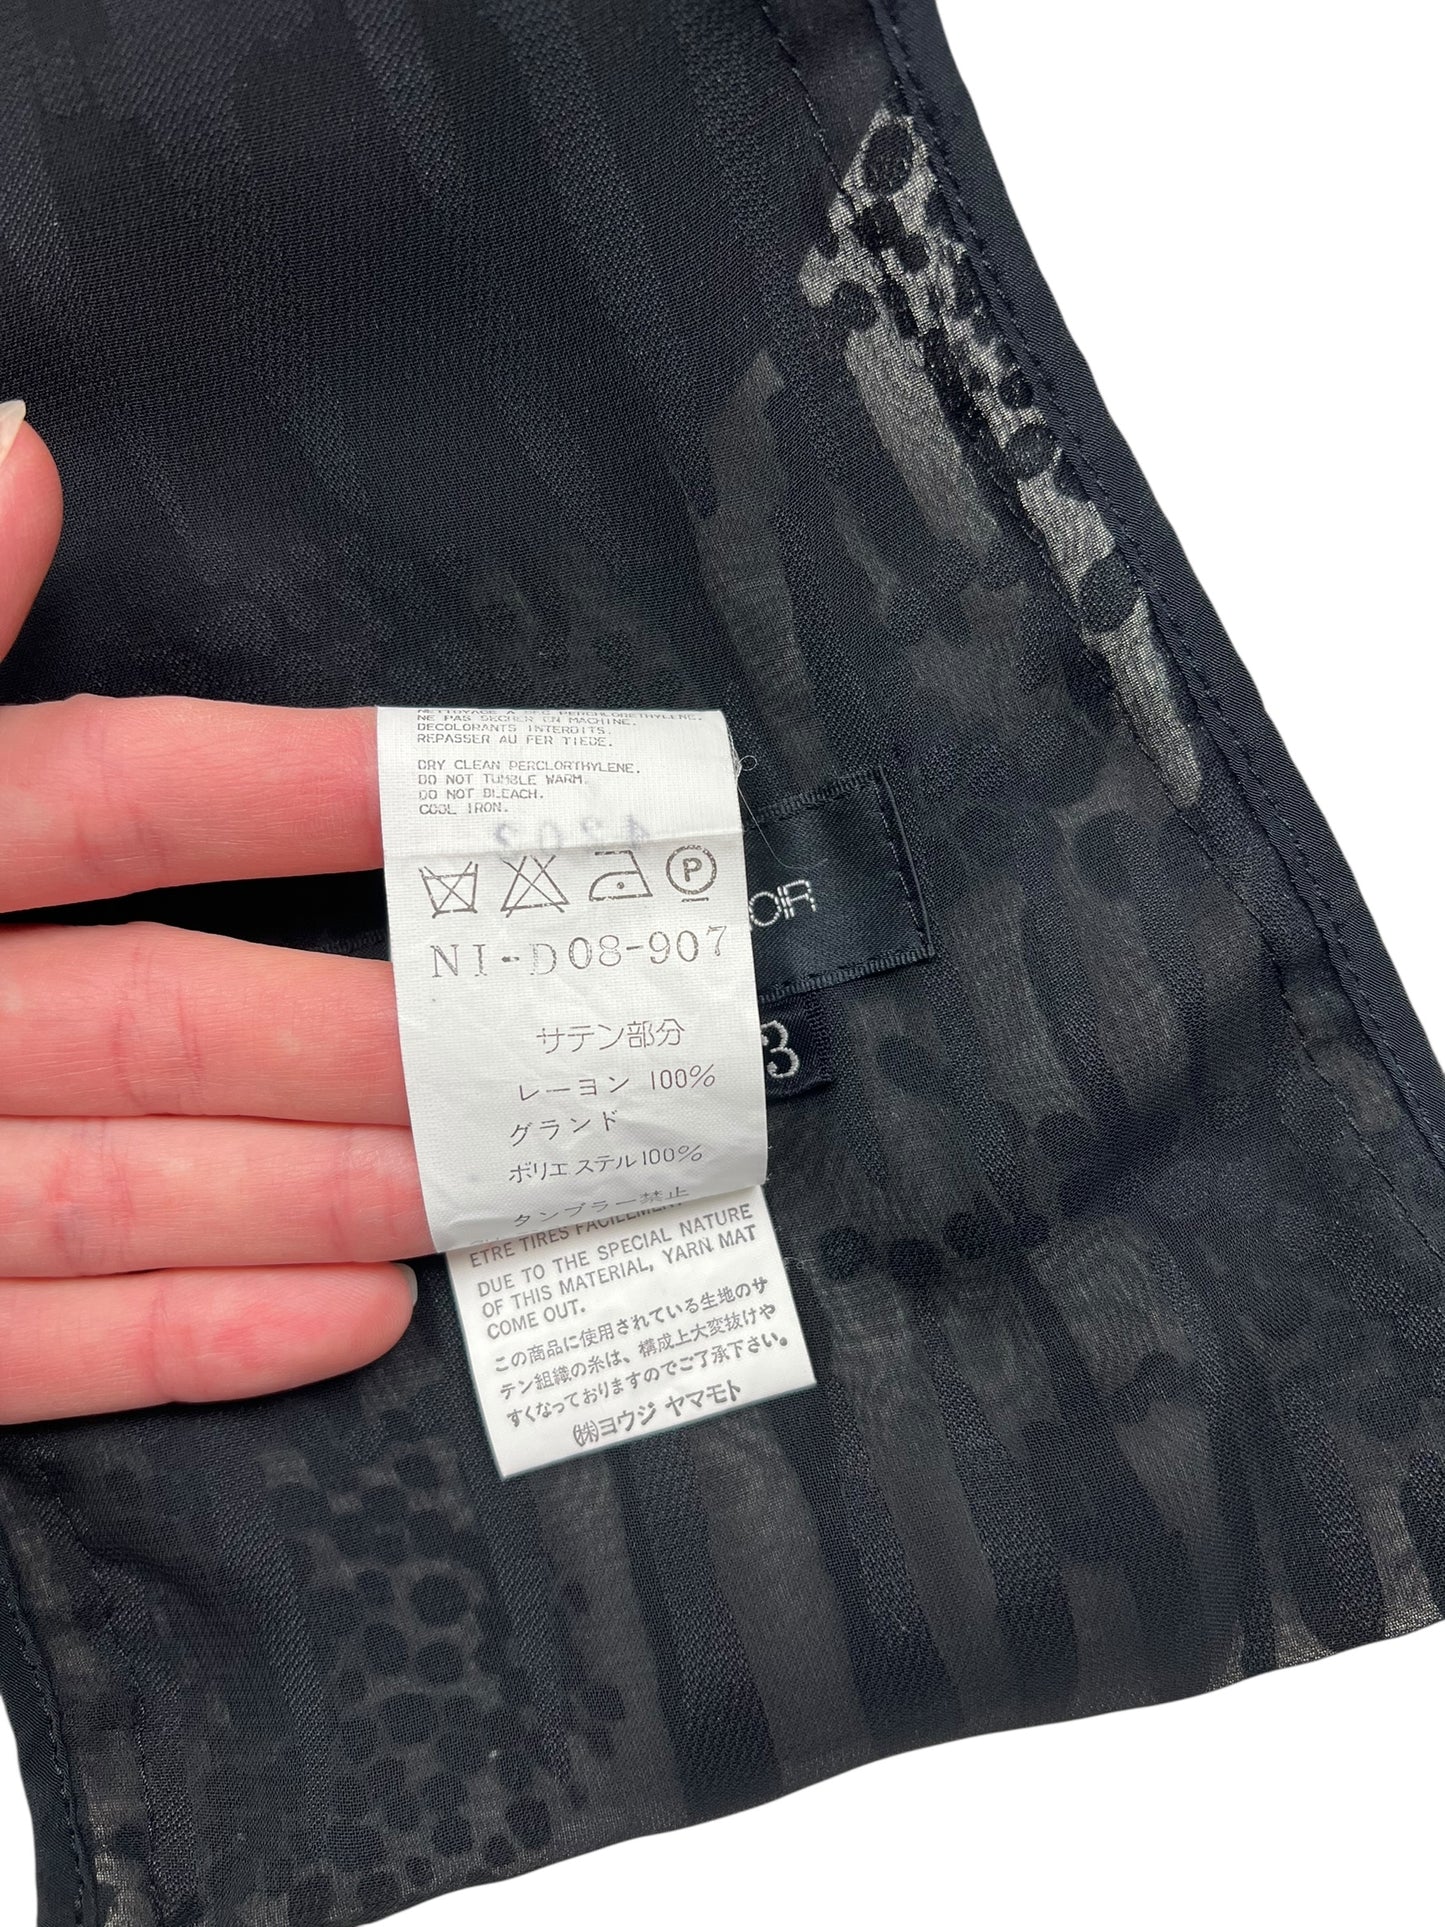 NETTOYAGE A SEC PERCHLORETHYLENE.
NE PAS SECHER EN MACHINE.
DECOLORANTS INTERDITS.
REPASSER AU FER TIEDE.
DRY CLEAN PERCLORTHYLENE.
DO NOT TUMBLE WARM.
DO NOT BLEACH.
COOL IRON.
P
NI-D08-907
サテン部分
レーヨン 100%
グランド
ポリエステル100%
タンブラー禁止
OIR
3
ETRE TIRES FACILEMENT
DUE TO THE SPECIAL NATURE
OF THIS MATERIAL, YARN MAT
COME OUT.
この商品に使用されている生地のサ
テン組織の糸は、構成上大変抜けや
すくなっておりますのでご了承下さい。
(株)ヨウジ ヤマモト